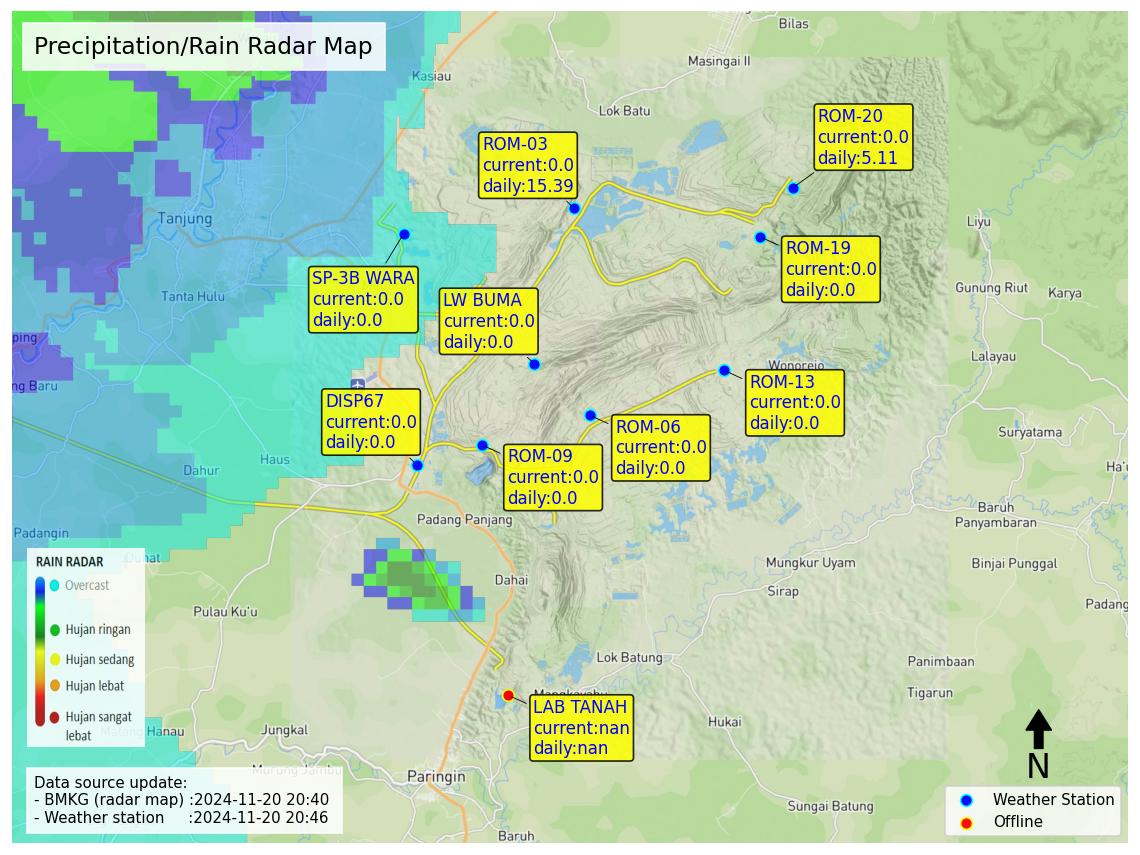 Precipitation/Rain Radar Map
Bilas
Kasiau
Masingai II
Lok Batu
ROM-20
current:0.0
daily:5.11
ROM-03
current:0.0
daily:15.39
Tanjung
Liyu
ROM-19
current:0.0
daily:0.0
SP-3B WARA
current:0.0
daily:0.0
LW BUMA
current:0.0
daily:0.0
Tanta Hulu
Gunung Riut
Karya
ping
Lalayau
Wonorejo
ng Baru
ROM-13
current:0.0
daily:0.0
DISP67
current:0.0
daily:0.0
ROM-06
current:0.0
daily:0.0
Suryatama
ROM-09
current:0.0
daily:0.0
Haus
Dahur
Ha'u
Baruh
Panyambaran
Padang Panjang
Padangin
Mungkur Uyam
Binjai Punggal
Dahai
Sirap
Padang
Pulau Ku'u
RAIN RADAR
Overcast
Hujan ringan
Hujan sedang
Hujan lebat
Hujan sangat
lebat
Lok Batung
Panimbaan
Tigarun
LAB TANAH
current:nan
daily:nan
Hukai
Jungkal
Hanau
Paringin
Data source update:
- BMKG (radar map) :2024-11-20 20:40
- Weather station :2024-11-20 20:46
N
Sungai Batung
Baruh
Weather Station
Offline